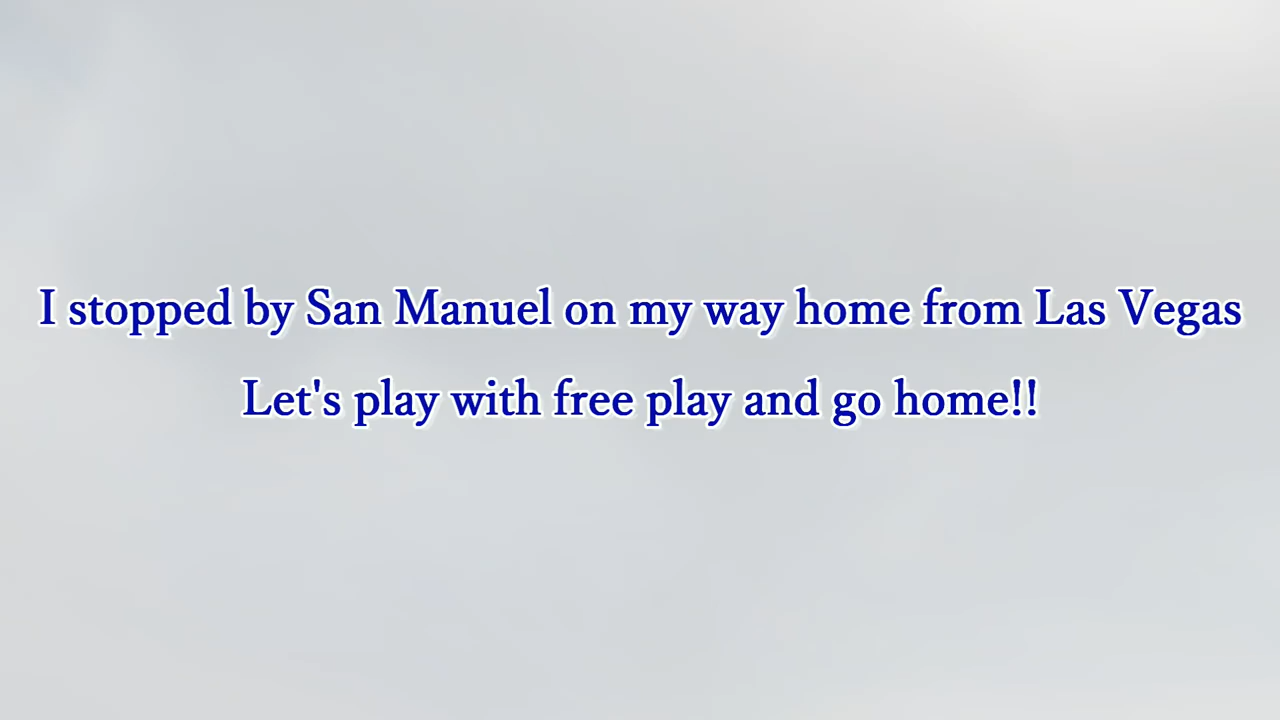 I stopped by San Manuel on my way home from Las Vegas
Let's play with free play and go home!!